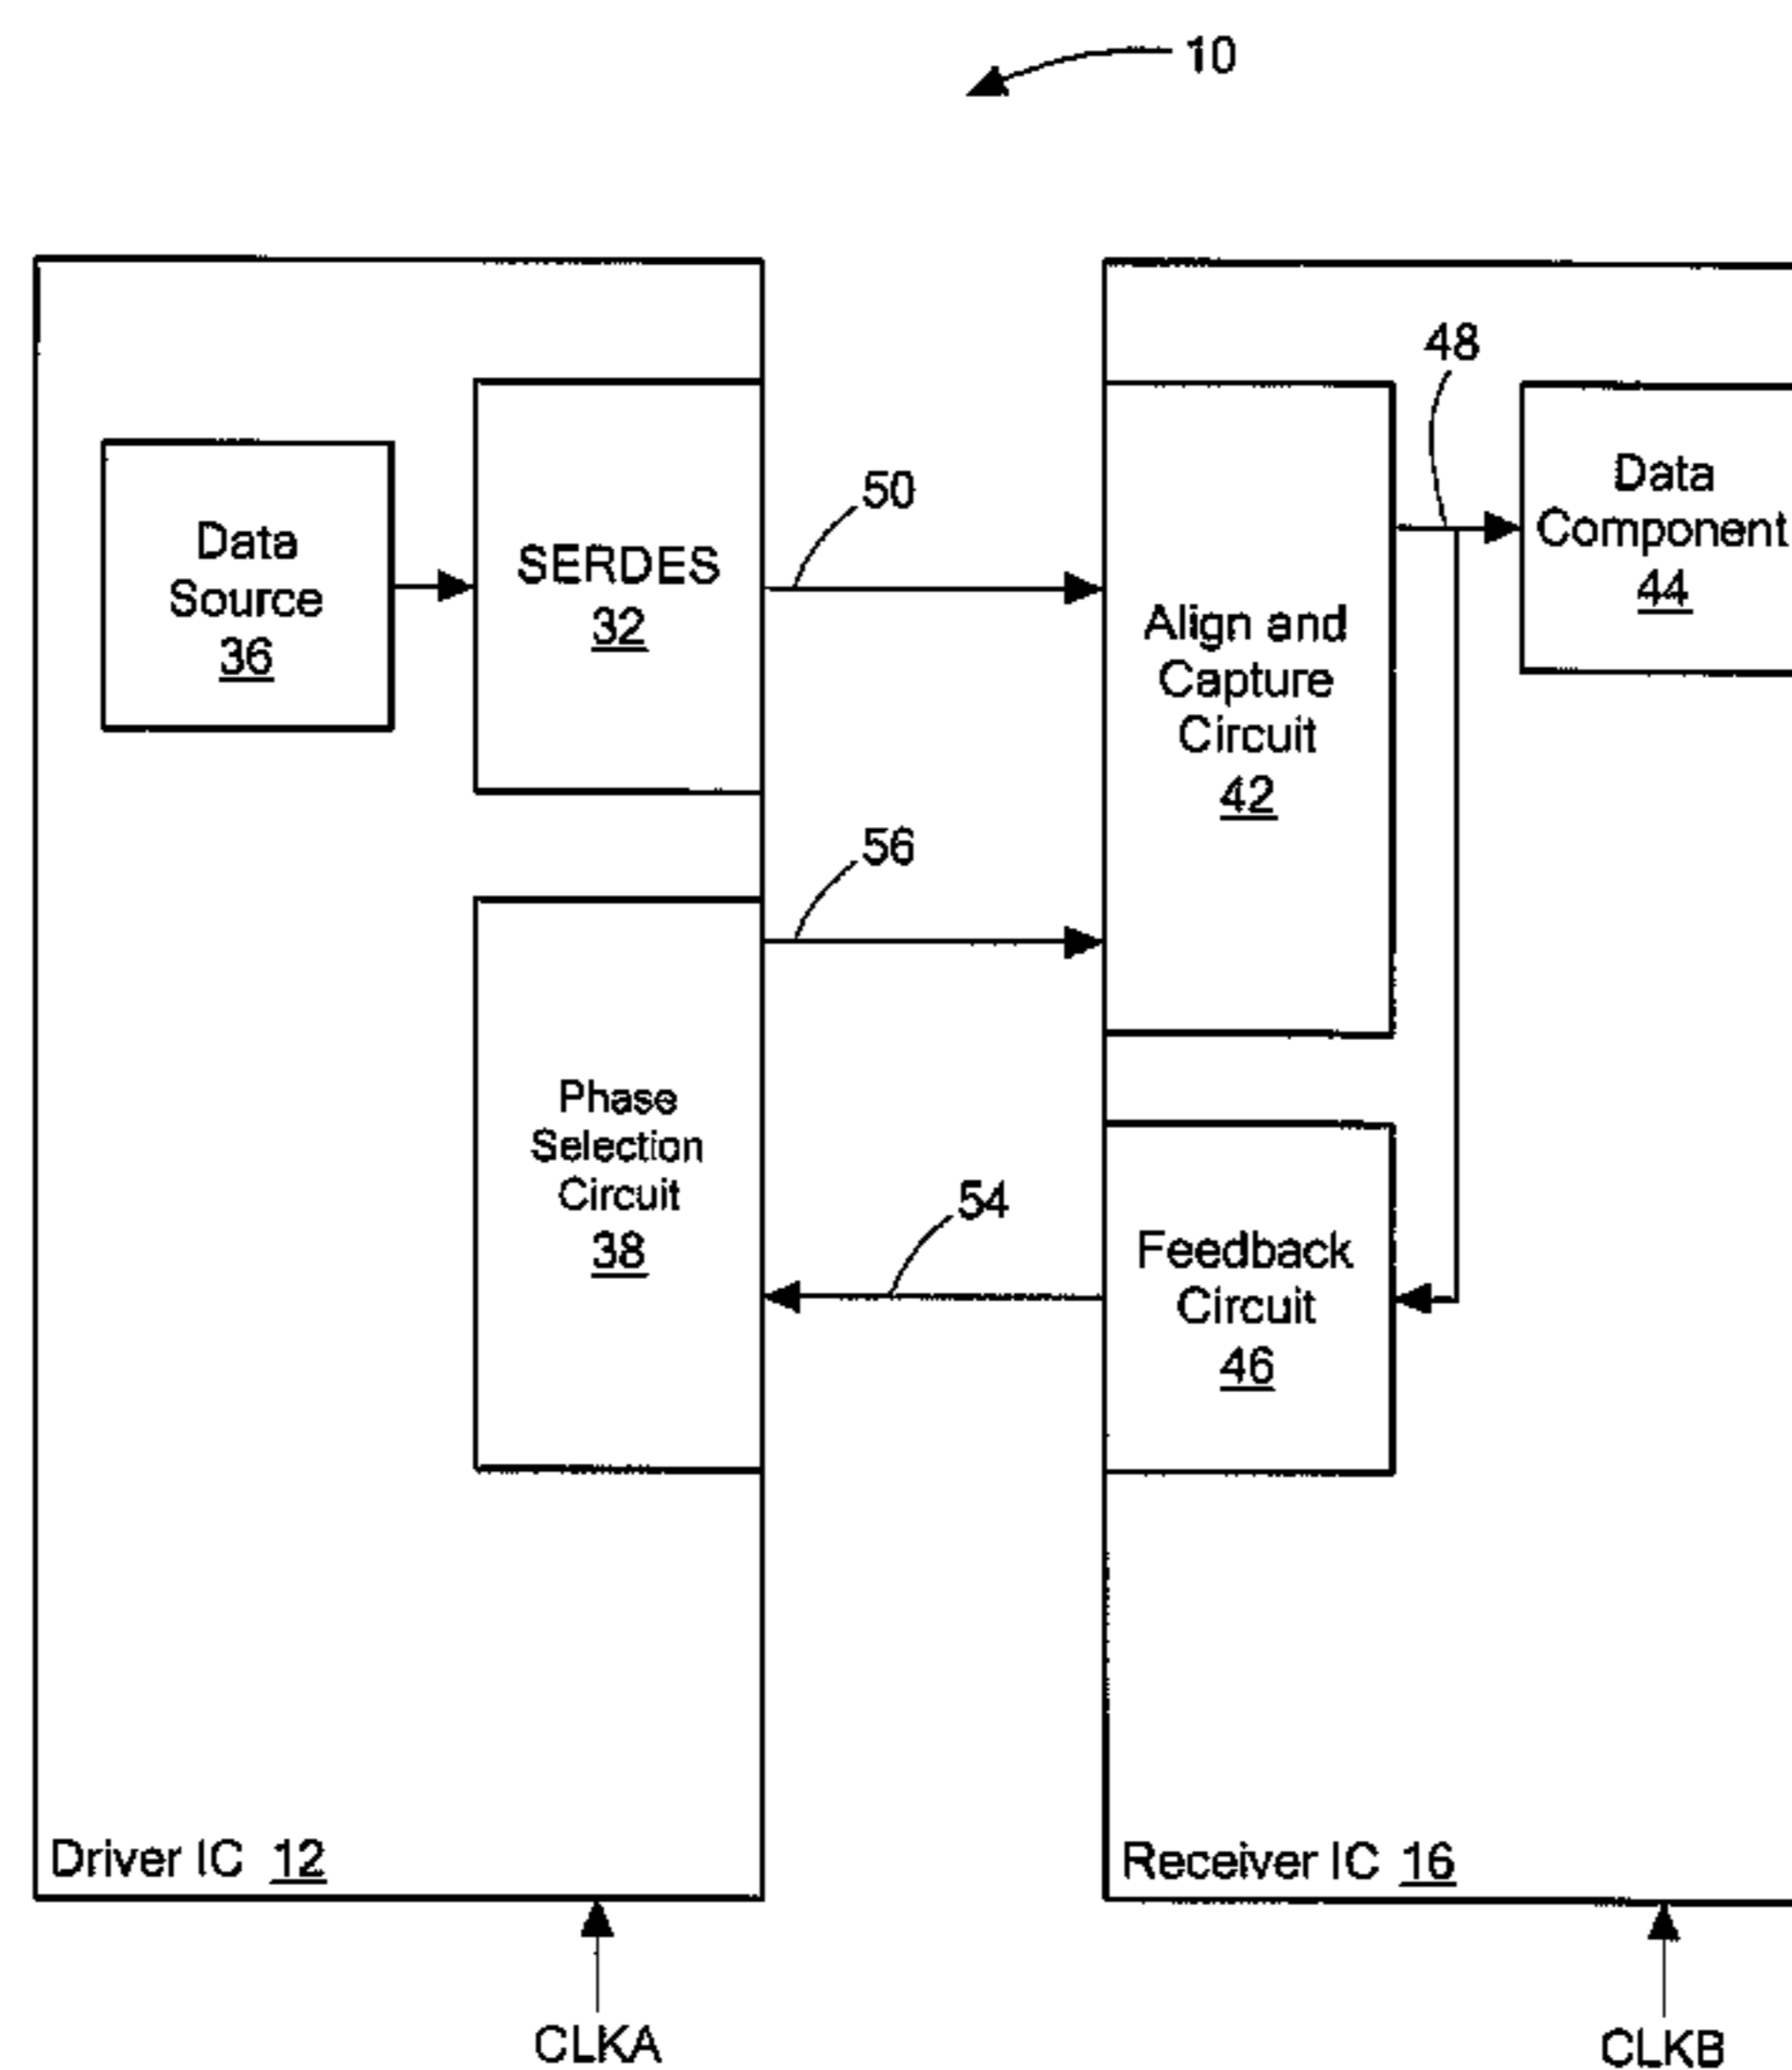 10
48
Data
Component
44
50
Data
Source
36
SERDES
32
Align and
Capture
Circuit
42
56
Phase
Selection
Circuit
38
54
Feedback
Circuit
46
Driver IC 12
Receiver IC 16
CLKA
CLKB